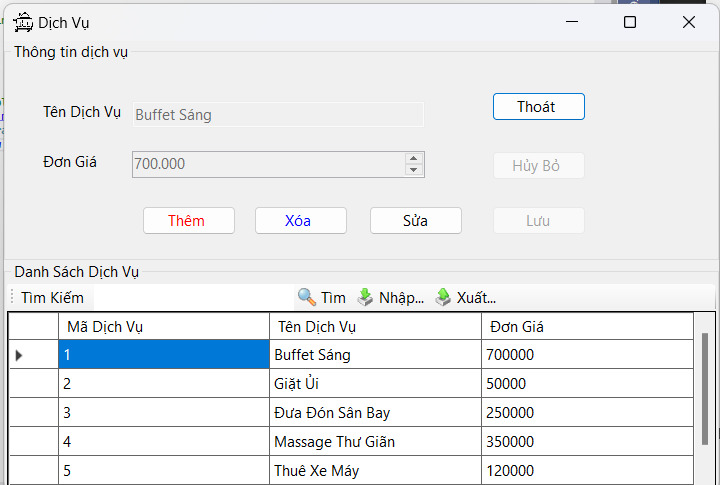 Dịch Vụ
Thông tin dịch vụ
Tên Dịch Vụ Buffet Sáng Thoát
Đơn Giá 700.000 Hủy Bỏ
Thêm Xóa Sửa Lưu
Danh Sách Dịch Vụ
Tìm Kiếm Tìm Nhập... Xuất...
Mã Dịch Vụ Tên Dịch Vụ Đơn Giá
1 Buffet Sáng 700000
2 Giặt Ủi 50000
3 Đưa Đón Sân Bay 250000
4 Massage Thư Giãn 350000
5 Thuê Xe Máy 120000